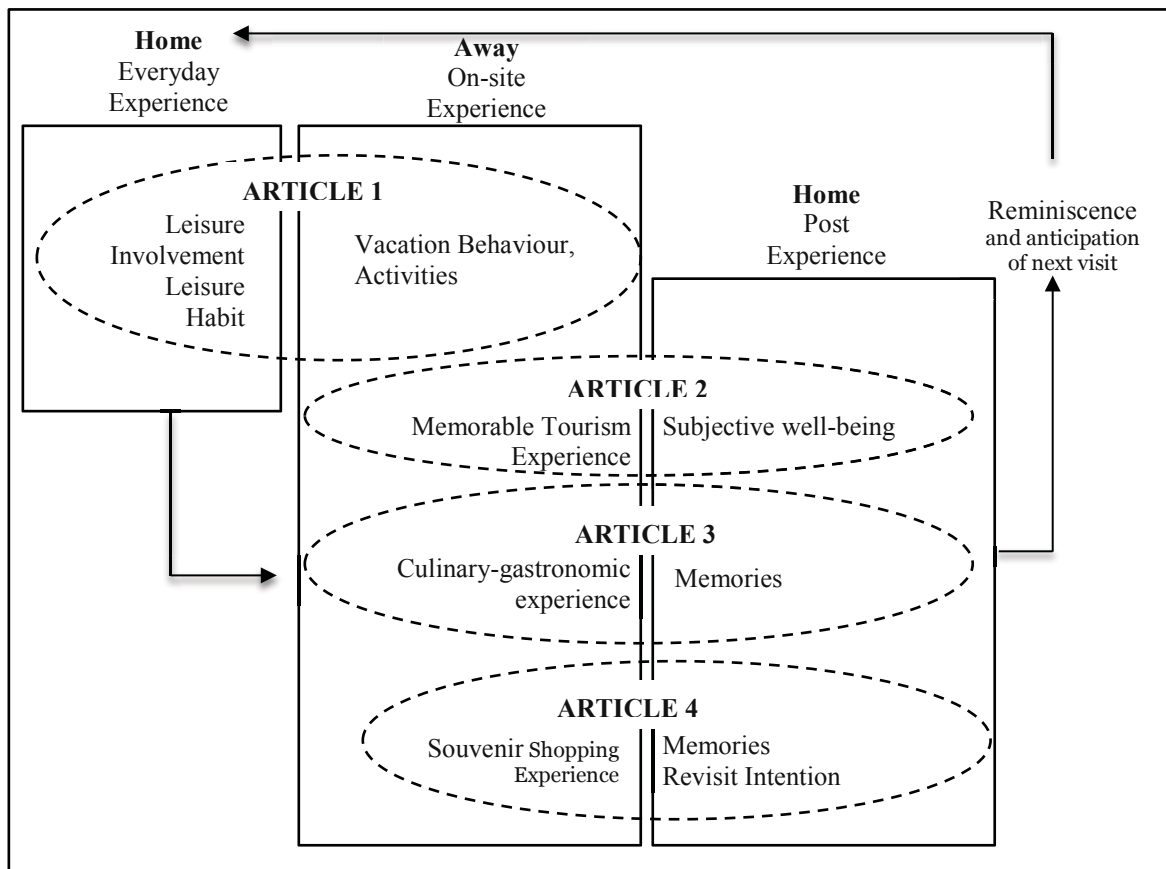 Home
Everyday
Experience
Away
On-site
Experience
ARTICLE 1
Leisure
Involvement
Leisure
Habit
Vacation Behaviour,
Activities
Home
Post
Experience
Reminiscence
and anticipation
of next visit
ARTICLE 2
Memorable Tourism
Experience
Subjective well-being
ARTICLE 3
Culinary-gastronomic
experience
Memories
ARTICLE 4
Souvenir Shopping
Experience
Memories
Revisit Intention